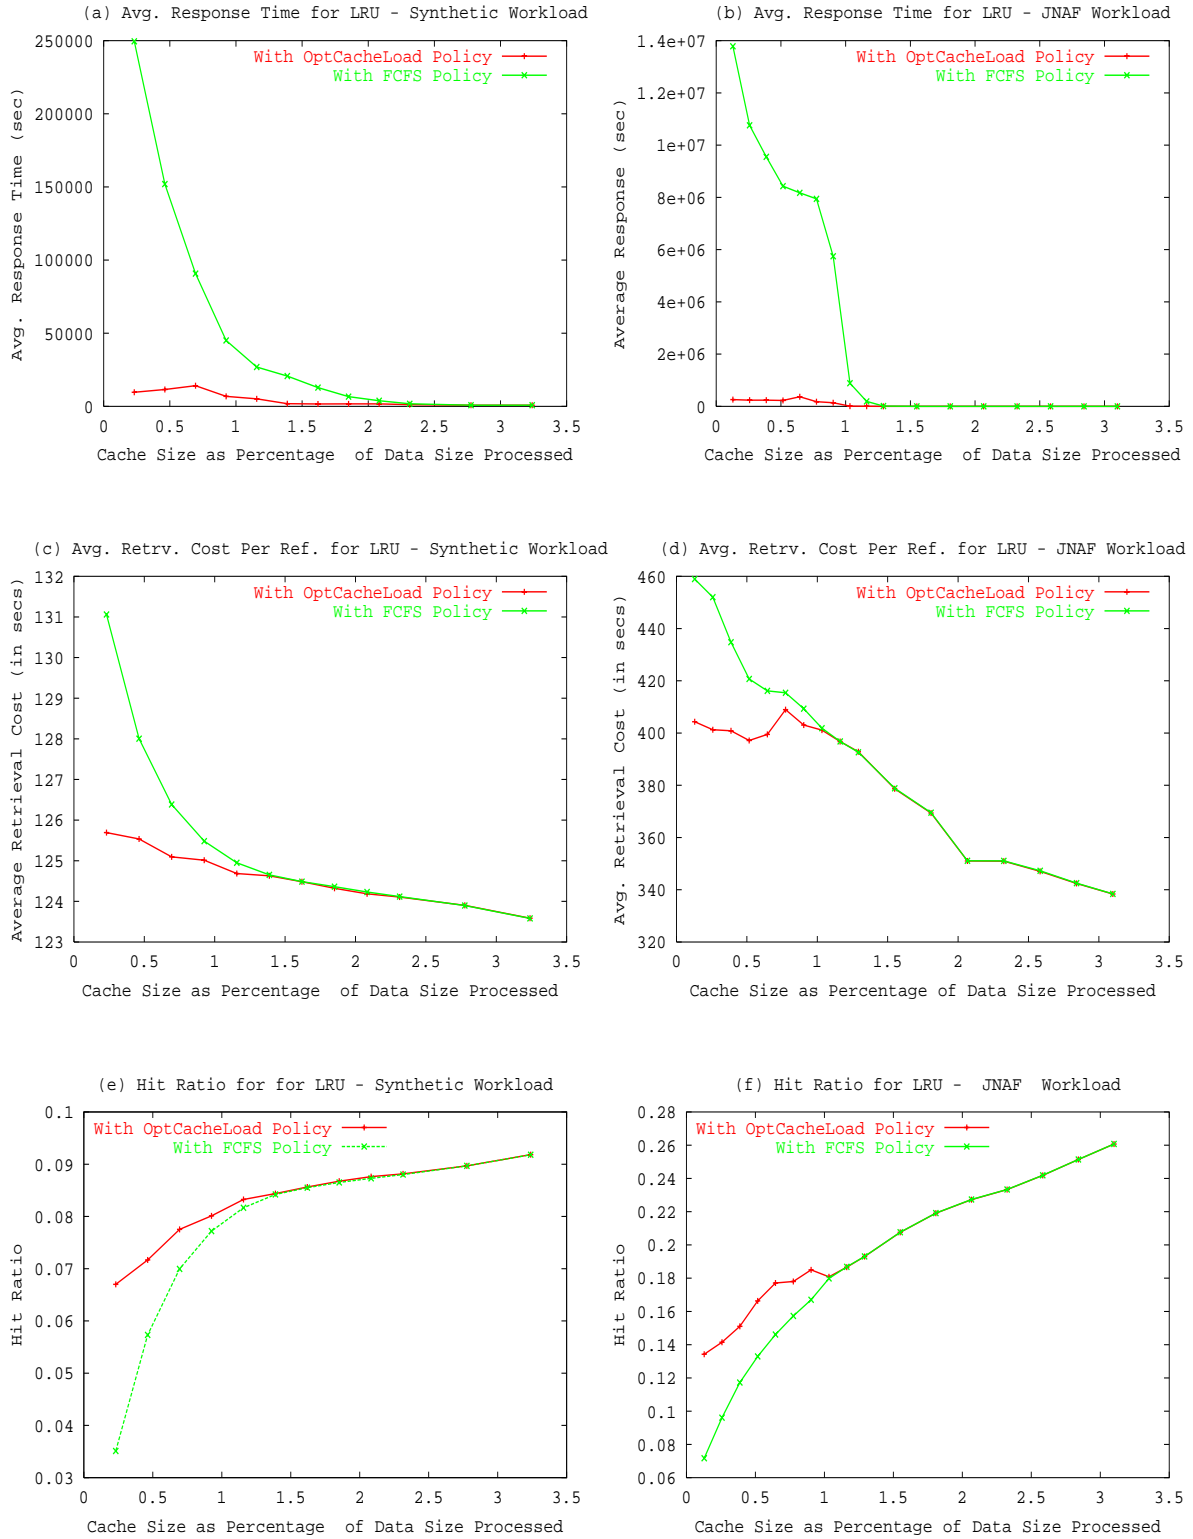 (a) Avg. Response Time for LRU - Synthetic Workload
250000
200000
150000
100000
50000
0
Avg. Response Time (sec)
With OptCacheLoad Policy
With FCFS Policy
0 0.5 1 1.5 2 2.5 3 3.5
Cache Size as Percentage of Data Size Processed
(b) Avg. Response Time for LRU - JNAF Workload
1.4e+07
1.2e+07
1e+07
8e+06
6e+06
4e+06
2e+06
0
Average Response (sec)
With OptCacheLoad Policy
With FCFS Policy
0 0.5 1 1.5 2 2.5 3 3.5
Cache Size as Percentage of Data Size Processed
(c) Avg. Retrv. Cost Per Ref. for LRU - Synthetic Workload
132
131
130
129
128
127
126
125
124
123
Average Retrieval Cost (in secs)
With OptCacheLoad Policy
With FCFS Policy
0 0.5 1 1.5 2 2.5 3 3.5
Cache Size as Percentage of Data Size Processed
(d) Avg. Retrv. Cost Per Ref. for LRU - JNAF Workload
460
440
420
400
380
360
340
320
Avg. Retrieval Cost (in secs)
With OptCacheLoad Policy
With FCFS Policy
0 0.5 1 1.5 2 2.5 3 3.5
Cache Size as Percentage of Data Size Processed
(e) Hit Ratio for for LRU - Synthetic Workload
0.1
0.09
0.08
0.07
0.06
0.05
0.04
0.03
Hit Ratio
With OptCacheLoad Policy
With FCFS Policy
0 0.5 1 1.5 2 2.5 3 3.5
Cache Size as Percentage of Data Size Processed
(f) Hit Ratio for LRU - JNAF Workload
0.28
0.26
0.24
0.22
0.2
0.18
0.16
0.14
0.12
0.1
0.08
0.06
Hit Ratio
With OptCacheLoad Policy
With FCFS Policy
0 0.5 1 1.5 2 2.5 3 3.5
Cache Size as Percentage of Data Size Processed